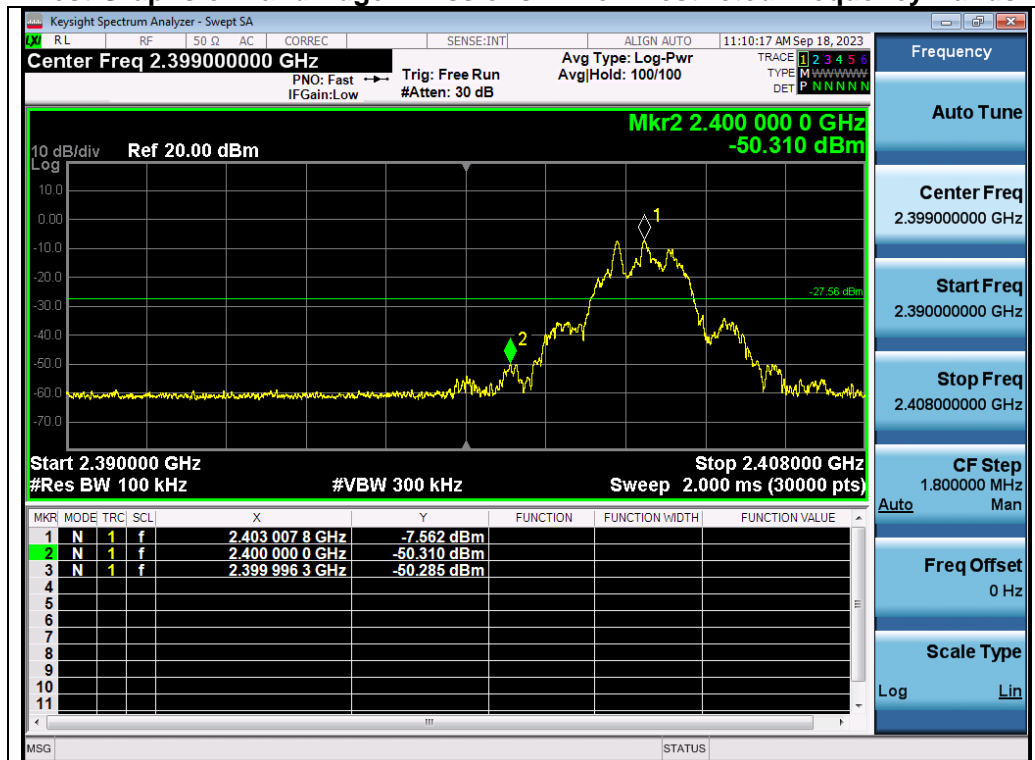 Keysight Spectrum Analyzer - Swept SA
LXI RL RF 50 Ω AC CORREC SENSE:INT ALIGN AUTO 11:10:17 AM Sep 18, 2023
Center Freq 2.399000000 GHz
PNO: Fast
IFGain:Low
Trig: Free Run
#Atten: 30 dB
Avg Type: Log-Pwr
Avg|Hold: 100/100
TRACE 1 2 3 4 5 6
TYPE M WWWWW
DET P N N N N N
Mkr2 2.400 000 0 GHz
-50.310 dBm
10 dB/div Ref 20.00 dBm
Log
10.0
0.00
-10.0
-20.0
-30.0
-40.0
-50.0
-60.0
-70.0
1
2
-27.56 dBm
Start 2.390000 GHz Stop 2.408000 GHz
#Res BW 100 kHz #VBW 300 kHz Sweep 2.000 ms (30000 pts)
MKR MODE TRC SCL X Y FUNCTION FUNCTION WIDTH FUNCTION VALUE
1 N 1 f 2.403 007 8 GHz -7.562 dBm
2 N 1 f 2.400 000 0 GHz -50.310 dBm
3 N 1 f 2.399 996 3 GHz -50.285 dBm
4
5
6
7
8
9
10
11
MSG STATUS
Frequency
Auto Tune
Center Freq
2.399000000 GHz
Start Freq
2.390000000 GHz
Stop Freq
2.408000000 GHz
CF Step
1.800000 MHz
Auto Man
Freq Offset
0 Hz
Scale Type
Log Lin